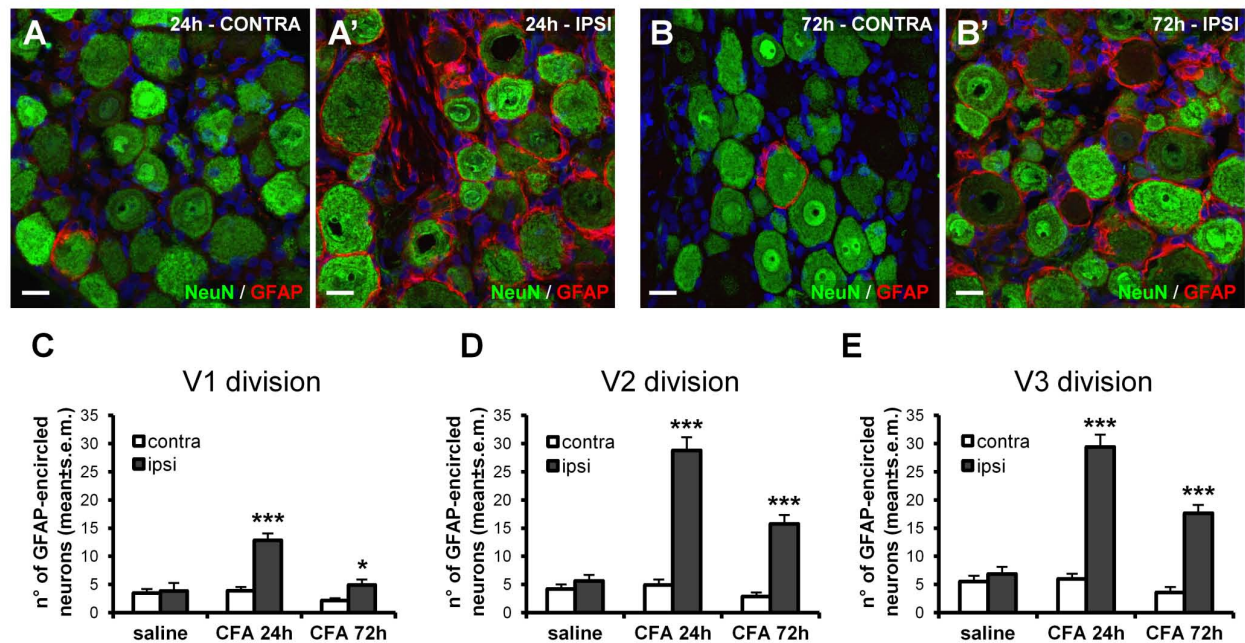 A
24h - CONTRA
NeuN / GFAP
A'
24h - IPSI
NeuN / GFAP
B
72h - CONTRA
NeuN / GFAP
B'
72h - IPSI
NeuN / GFAP
C
V1 division
n° of GFAP-encircled
neurons (mean±s.e.m.)
35
30
25
20
15
10
5
0
contra
ipsi
***
*
saline
CFA 24h
CFA 72h
D
V2 division
n° of GFAP-encircled
neurons (mean±s.e.m.)
35
30
25
20
15
10
5
0
contra
ipsi
***
***
saline
CFA 24h
CFA 72h
E
V3 division
n° of GFAP-encircled
neurons (mean±s.e.m.)
35
30
25
20
15
10
5
0
contra
ipsi
***
***
saline
CFA 24h
CFA 72h